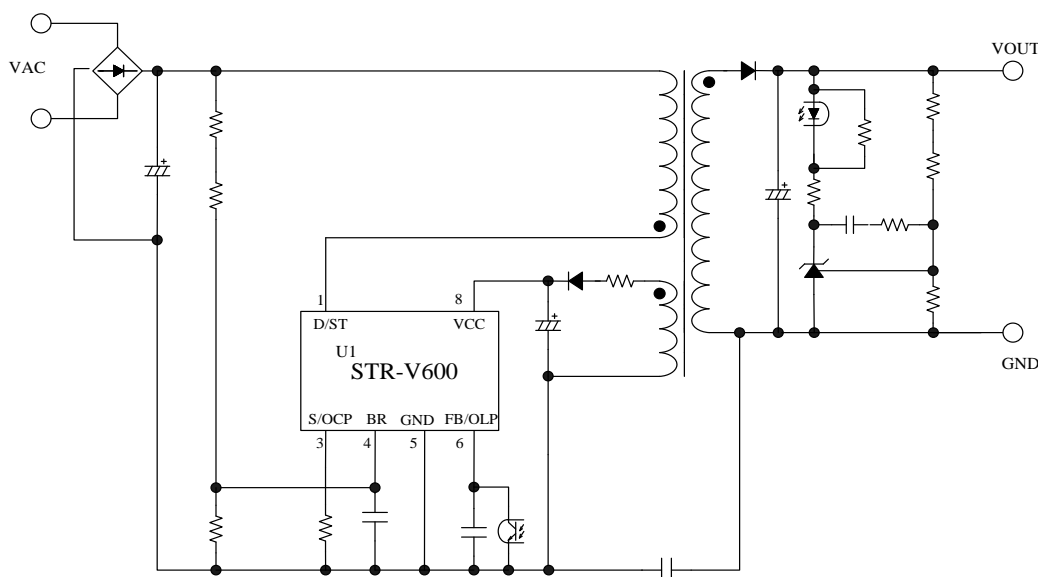 VAC
VOUT
1
8
D/ST
VCC
U1
STR-V600
GND
S/OCP
BR
GND
FB/OLP
3
4
5
6
+
+
+